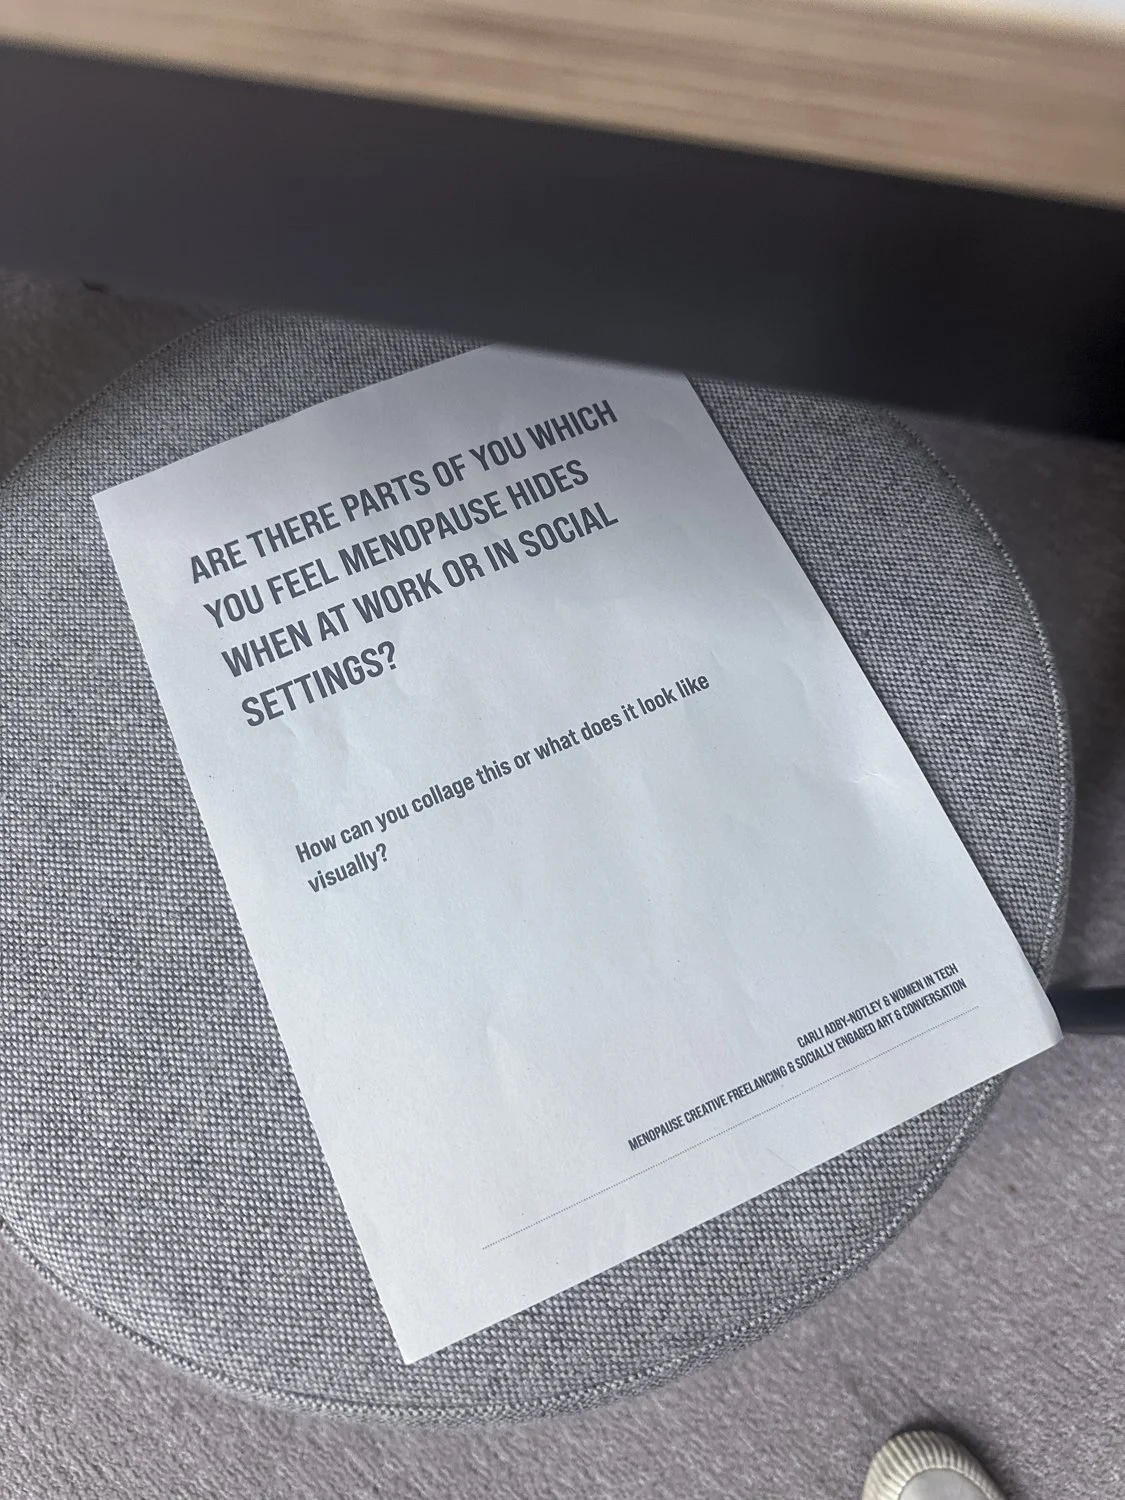 ARE THERE PARTS OF YOU WHICH
YOU FEEL MENOPAUSE HIDES
WHEN AT WORK OR IN SOCIAL
SETTINGS?
How can you collage this or what does it look like
visually?
CARLI ADBY-NOTLEY & WOMEN IN TECH
MENOPAUSE CREATIVE FREELANCING & SOCIALLY ENGAGED ART & CONVERSATION